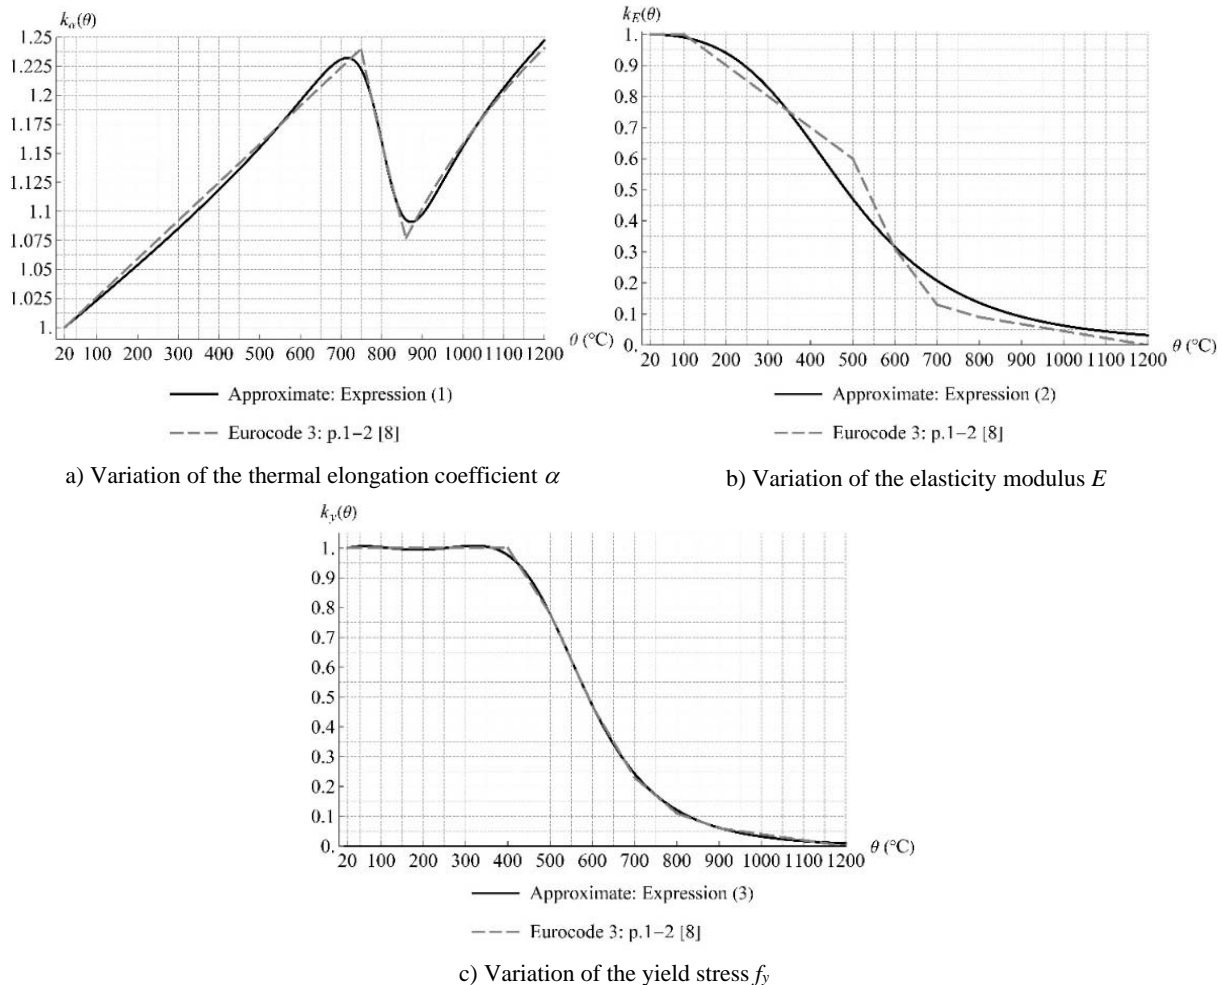 k_α(θ)
1.25
1.225
1.2
1.175
1.15
1.125
1.1
1.075
1.05
1.025
1.
20 100 200 300 400 500 600 700 800 900 1000 1100 1200
θ (°C)
Approximate: Expression (1)
Eurocode 3: p.1–2 [8]
a) Variation of the thermal elongation coefficient α
k_E(θ)
1.
0.9
0.8
0.7
0.6
0.5
0.4
0.3
0.2
0.1
0.
20 100 200 300 400 500 600 700 800 900 1000 1100 1200
θ (°C)
Approximate: Expression (2)
Eurocode 3: p.1–2 [8]
b) Variation of the elasticity modulus E
k_y(θ)
1.
0.9
0.8
0.7
0.6
0.5
0.4
0.3
0.2
0.1
0.
20 100 200 300 400 500 600 700 800 900 1000 1100 1200
θ (°C)
Approximate: Expression (3)
Eurocode 3: p.1–2 [8]
c) Variation of the yield stress f_y